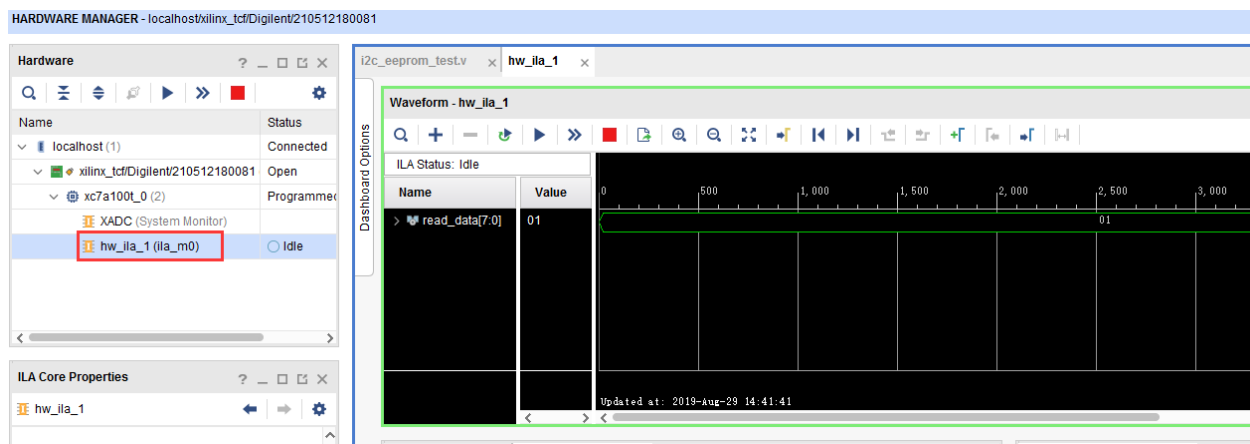 HARDWARE MANAGER - localhost/xilinx_tcf/Digilent/210512180081
Hardware
Name Status
localhost (1) Connected
xilinx_tcf/Digilent/210512180081 Open
xc7a100t_0 (2) Programmed
XADC (System Monitor)
hw_ila_1 (ila_m0) Idle
ILA Core Properties
hw_ila_1
i2c_eeprom_test.v hw_ila_1
Dashboard Options
Waveform - hw_ila_1
ILA Status: Idle
Name Value
0 500 1,000 1,500 2,000 2,500 3,000
read_data[7:0] 01 01
Updated at: 2019-Aug-29 14:41:41